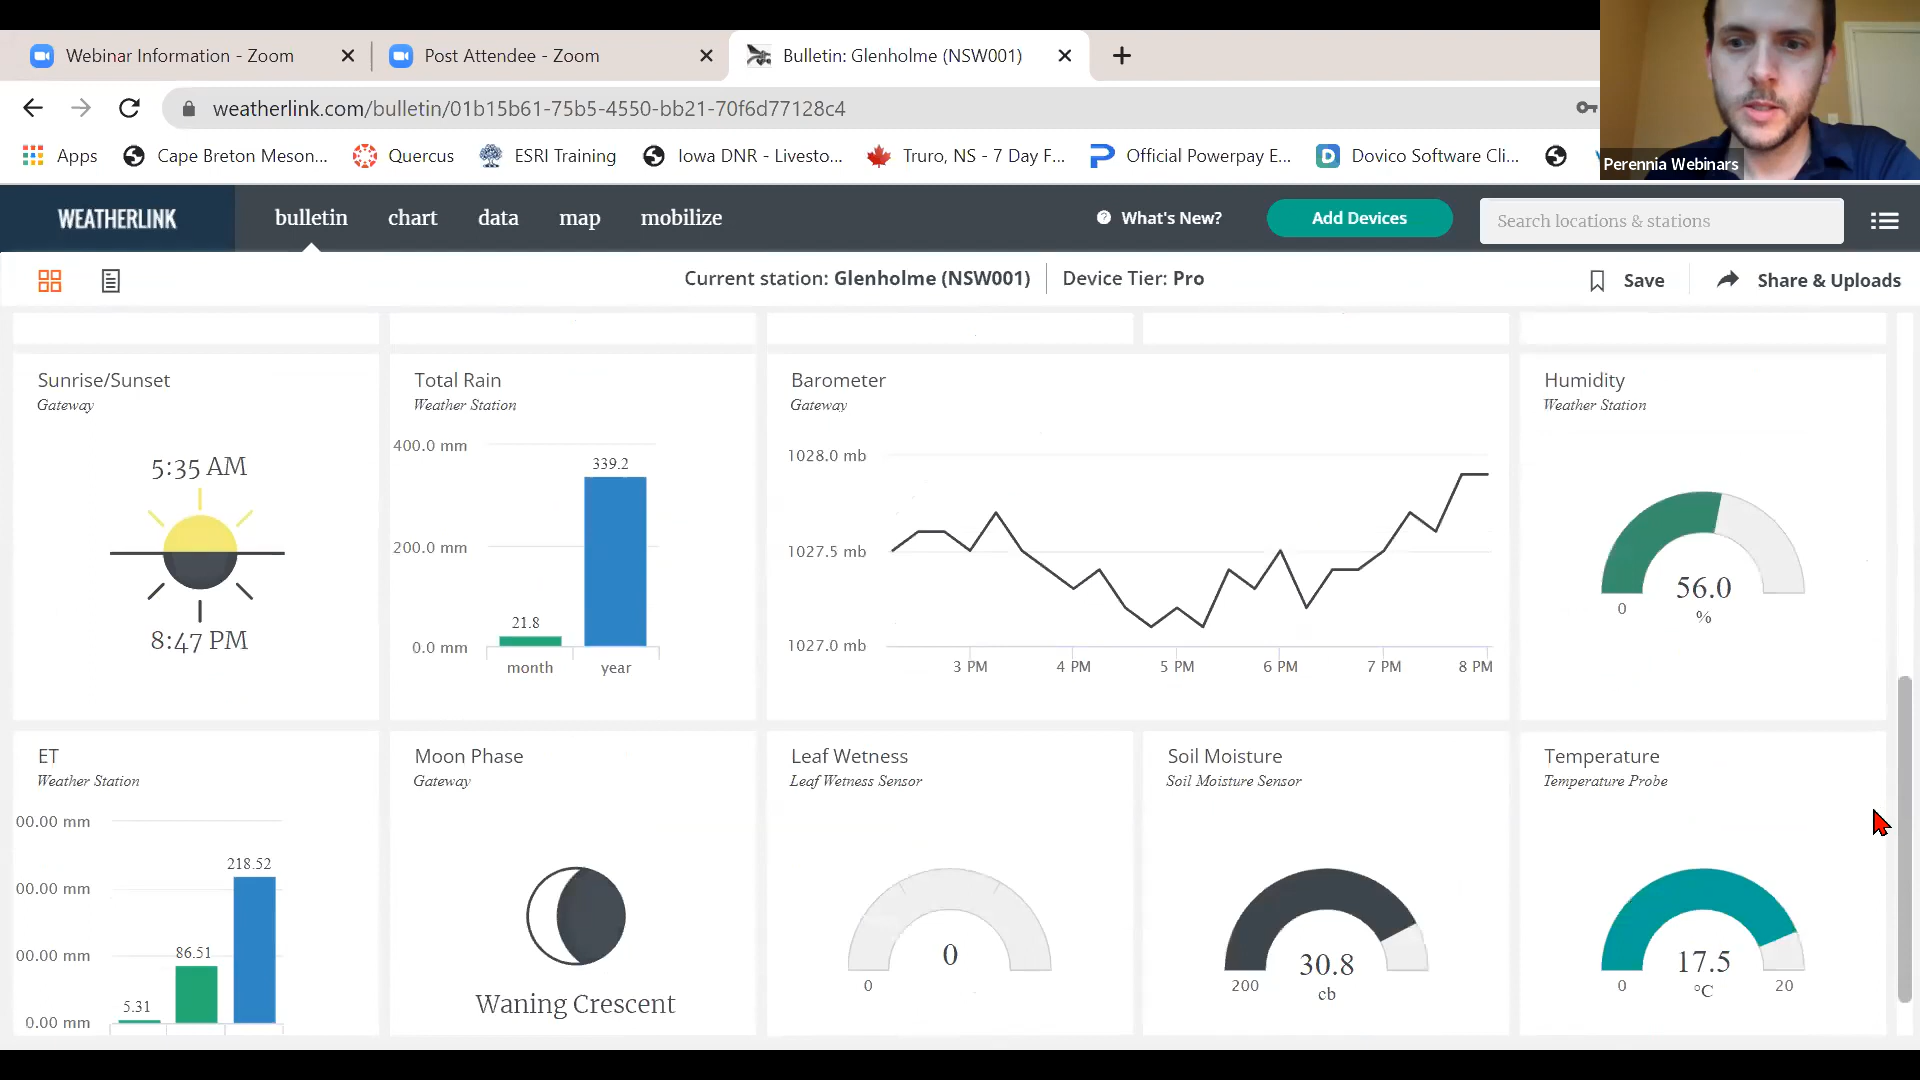 Webinar Information - Zoom
Post Attendee - Zoom
Bulletin: Glenholme (NSW001)
weatherlink.com/bulletin/01b15b61-75b5-4550-bb21-70f6d77128c4
Apps
Cape Breton Meson...
Quercus
ESRI Training
Iowa DNR - Livesto...
Truro, NS - 7 Day F...
Official Powerpay E...
Dovico Software Cli...
Perennia Webinars
WEATHERLINK
bulletin
chart
data
map
mobilize
What's New?
Add Devices
Search locations & stations
Current station: Glenholme (NSW001)
Device Tier: Pro
Save
Share & Uploads
Sunrise/Sunset
Gateway
5:35 AM
8:47 PM
Total Rain
Weather Station
400.0 mm
339.2
200.0 mm
21.8
0.0 mm
month
year
Barometer
Gateway
1028.0 mb
1027.5 mb
1027.0 mb
3 PM
4 PM
5 PM
6 PM
7 PM
8 PM
Humidity
Weather Station
56.0
0
%
ET
Weather Station
00.00 mm
218.52
00.00 mm
86.51
00.00 mm
5.31
0.00 mm
Moon Phase
Gateway
Waning Crescent
Leaf Wetness
Leaf Wetness Sensor
0
0
Soil Moisture
Soil Moisture Sensor
30.8
200
cb
Temperature
Temperature Probe
17.5
0
°C
20